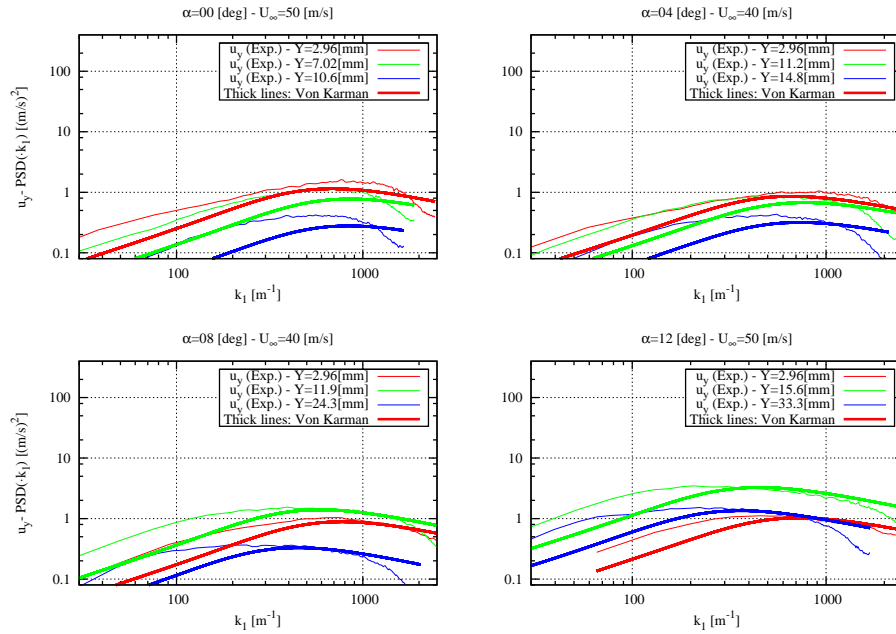 α=00 [deg] - U∞=50 [m/s]
u_y (Exp.) - Y=2.96[mm]
u_y (Exp.) - Y=7.02[mm]
u_y (Exp.) - Y=10.6[mm]
Thick lines: Von Karman
100
10
1
0.1
u_y- PSD(·k_1) [(m/s)^2]
100
1000
k_1 [m^-1]
α=04 [deg] - U∞=40 [m/s]
u_y (Exp.) - Y=2.96[mm]
u_y (Exp.) - Y=11.2[mm]
u_y (Exp.) - Y=14.8[mm]
Thick lines: Von Karman
100
10
1
0.1
100
1000
k_1 [m^-1]
α=08 [deg] - U∞=40 [m/s]
u_y (Exp.) - Y=2.96[mm]
u_y (Exp.) - Y=11.9[mm]
u_y (Exp.) - Y=24.3[mm]
Thick lines: Von Karman
100
10
1
0.1
u_y- PSD(·k_1) [(m/s)^2]
100
1000
k_1 [m^-1]
α=12 [deg] - U∞=50 [m/s]
u_y (Exp.) - Y=2.96[mm]
u_y (Exp.) - Y=15.6[mm]
u_y (Exp.) - Y=33.3[mm]
Thick lines: Von Karman
100
10
1
0.1
100
1000
k_1 [m^-1]